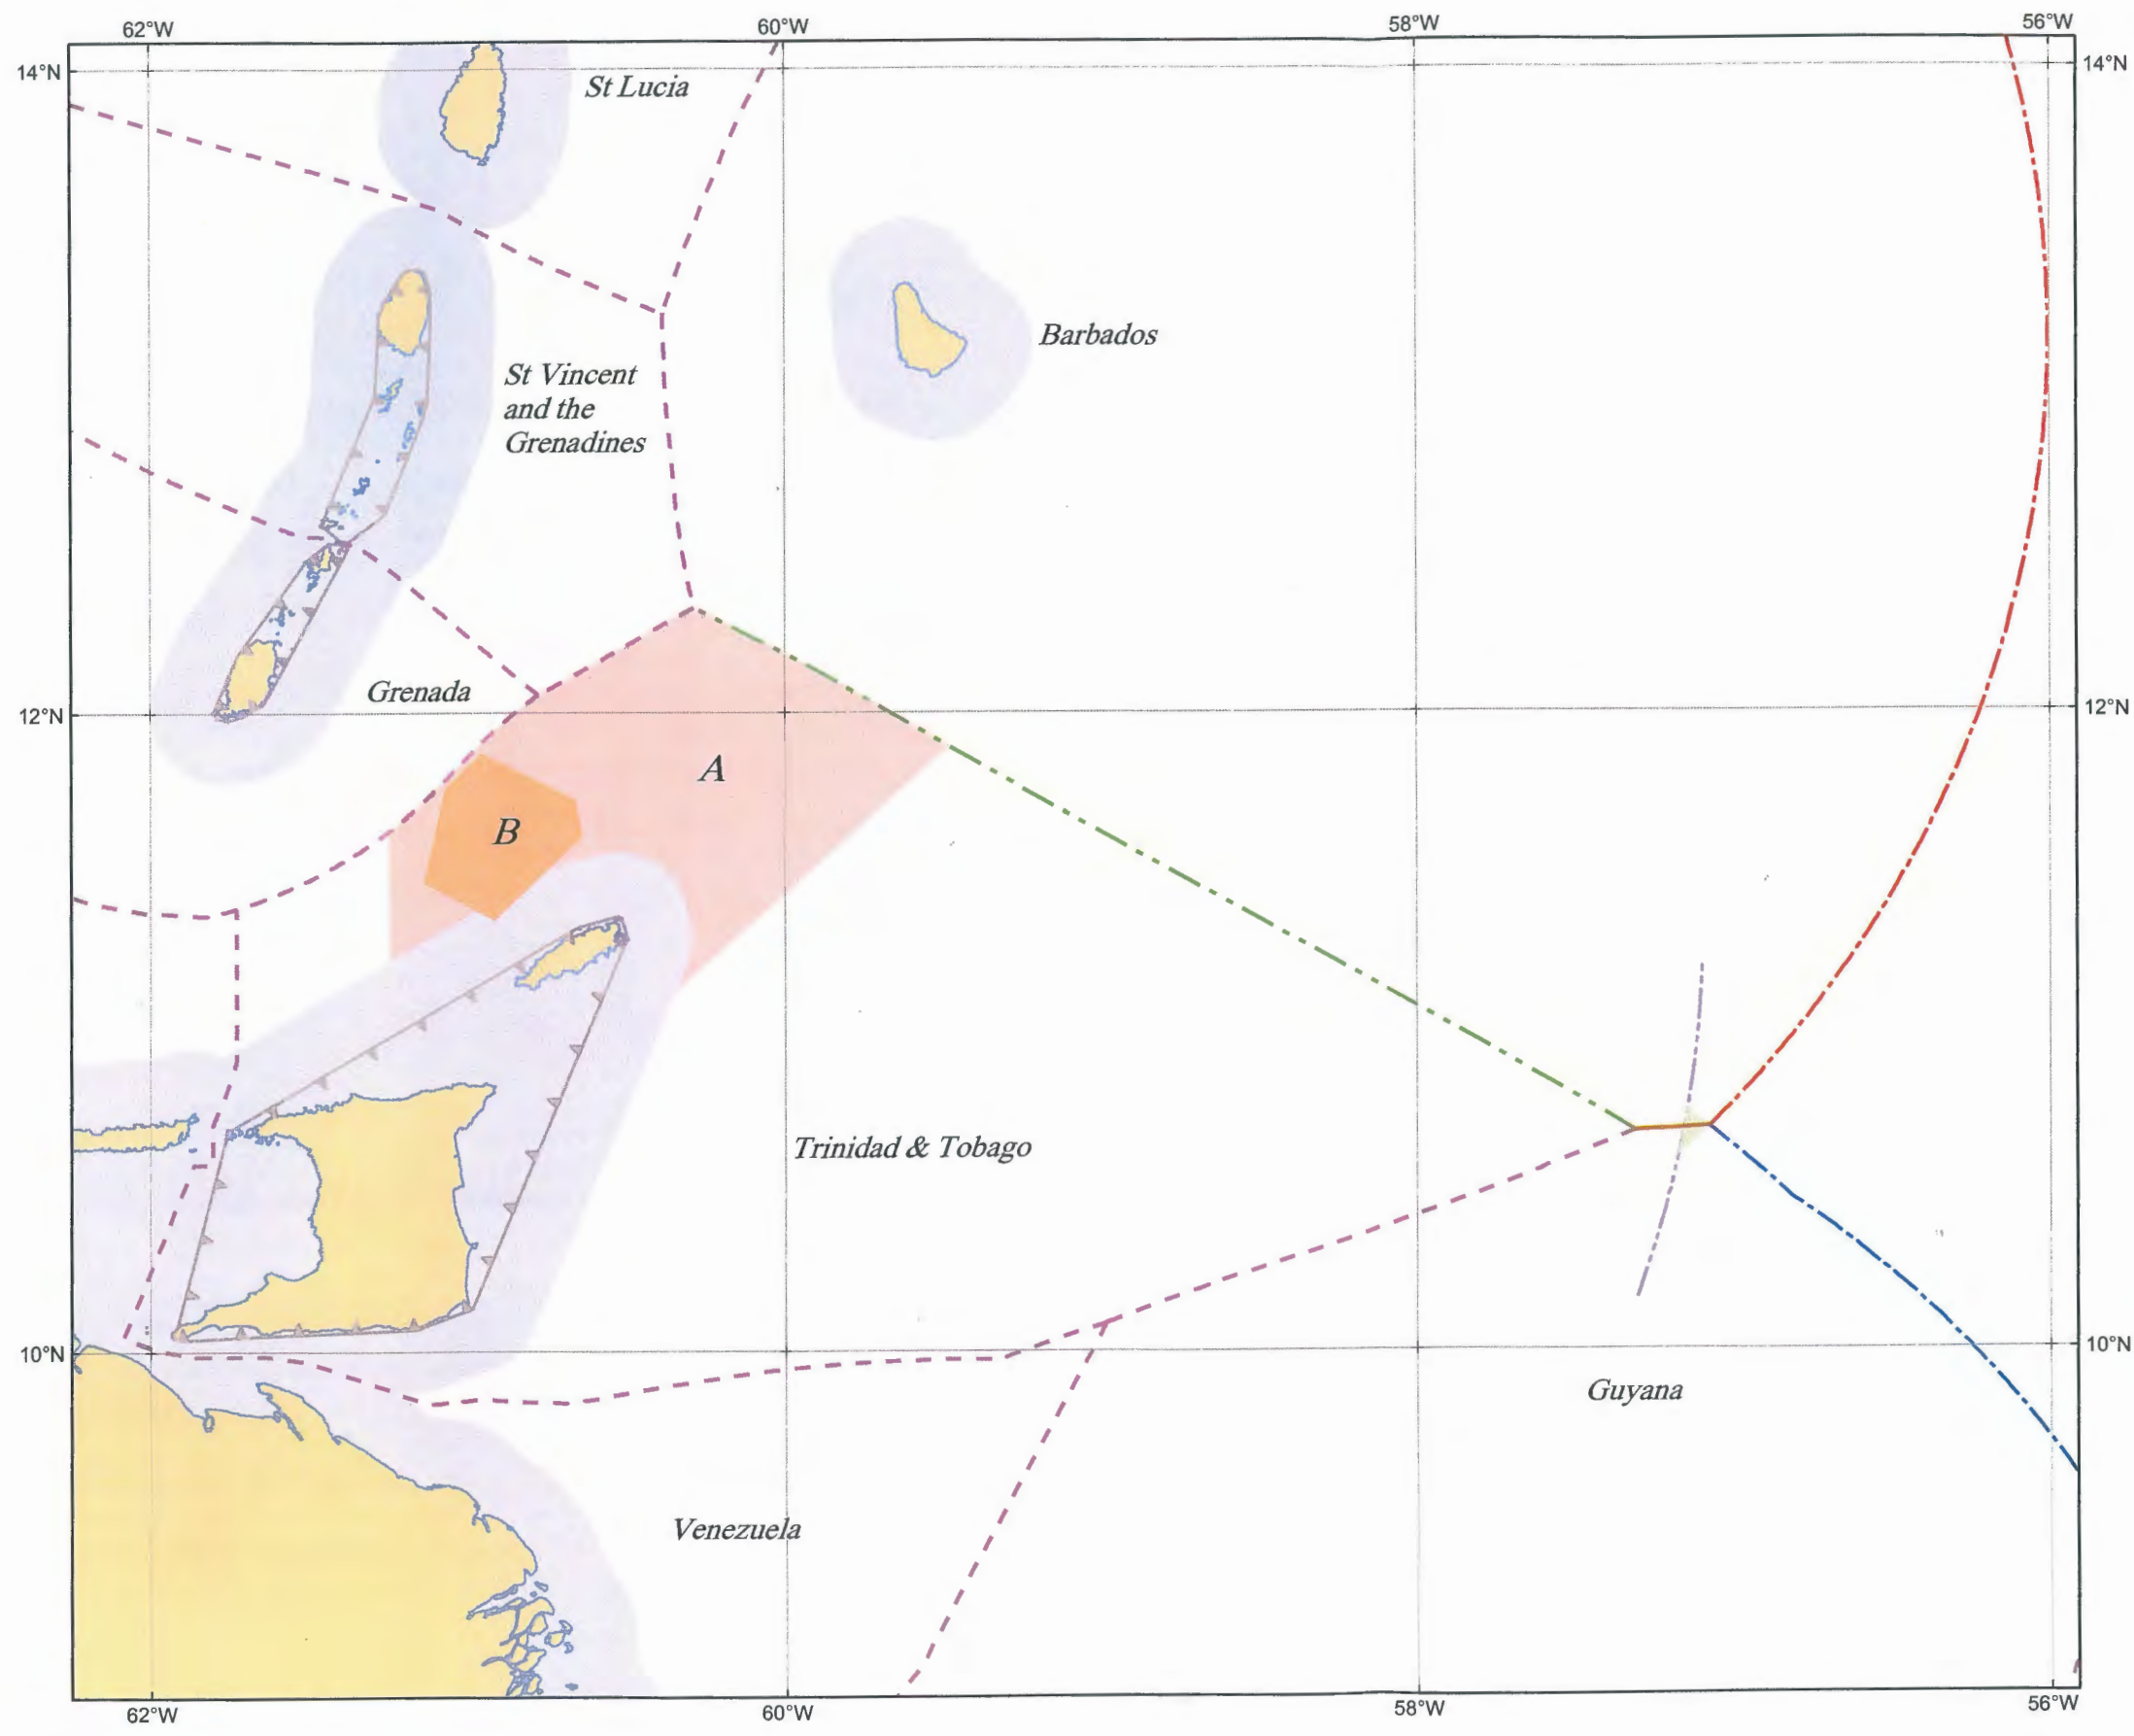 62°W
60°W
58°W
56°W
14°N
14°N
St Lucia
Barbados
St Vincent
and the
Grenadines
Grenada
12°N
12°N
A
B
Trinidad & Tobago
10°N
10°N
Guyana
Venezuela
62°W
60°W
58°W
56°W